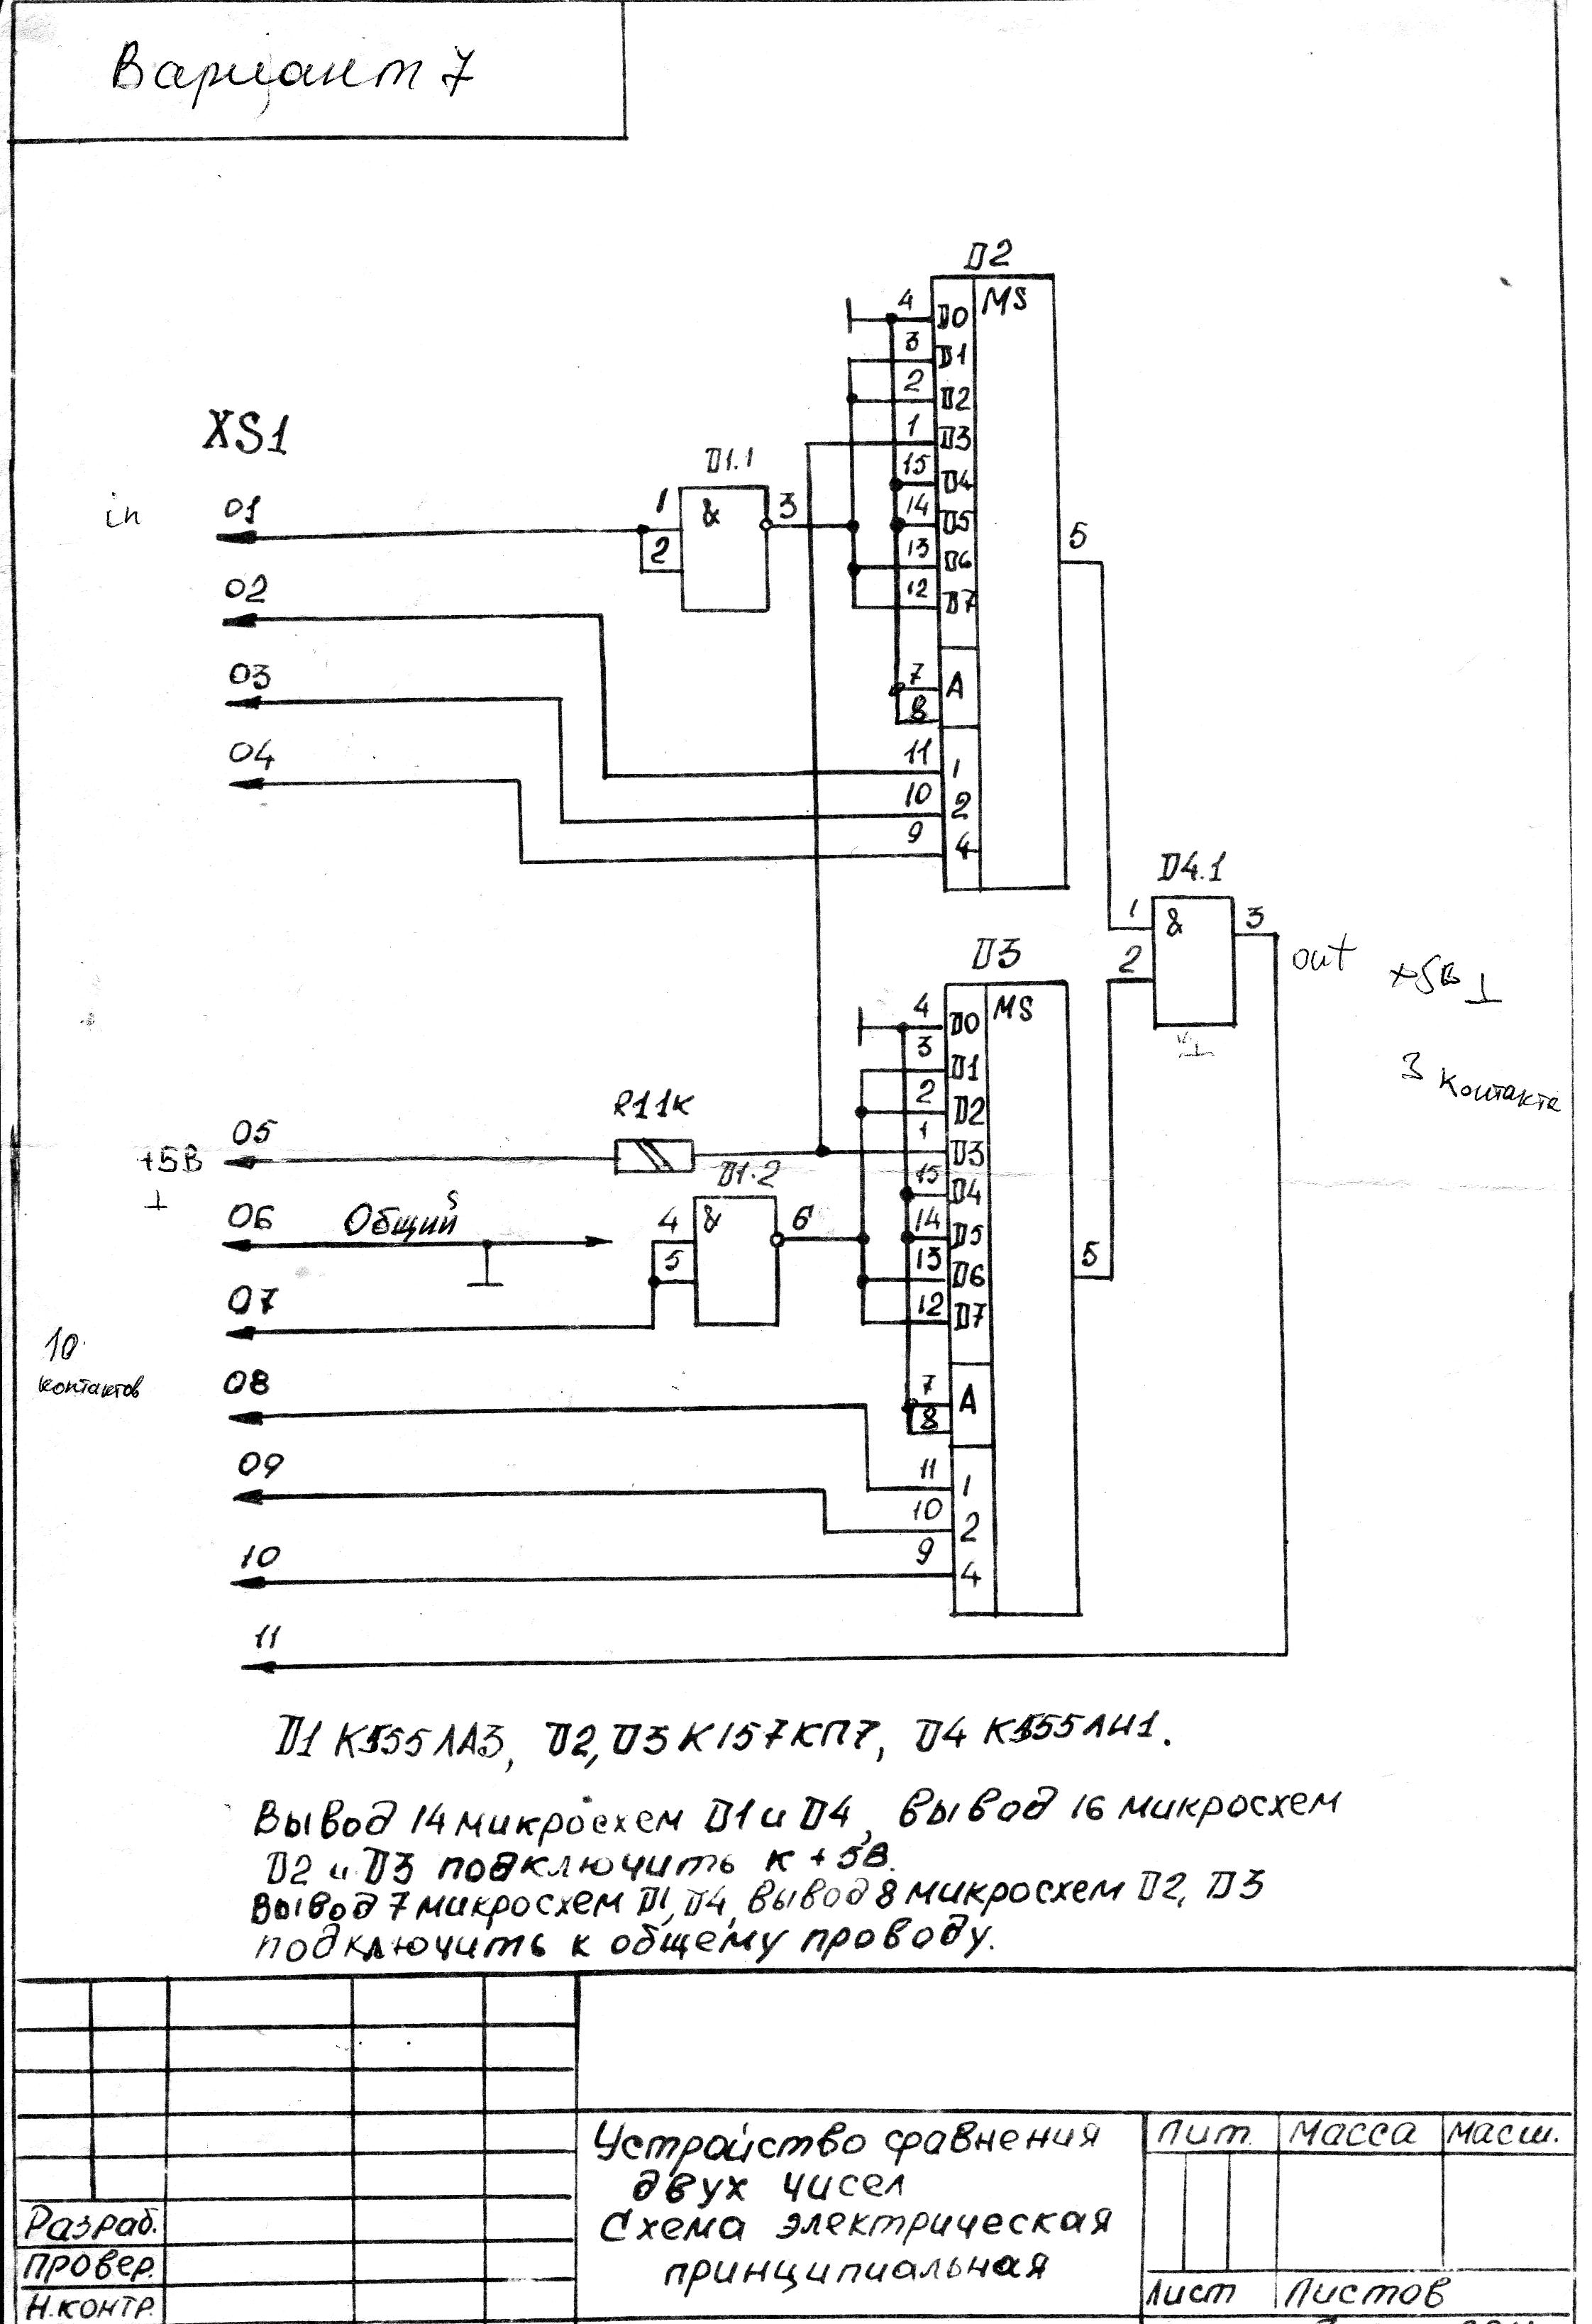 Вариант 7
D2
MS
4 D0
3 D1
2 D2
1 D3
15 D4
14 D5
13 D6
12 D7
7 A
8
11 1
10 2
9 4
5
XS1
in
01
02
03
04
D1.1
1 & 3
2
D4.1
1 & 3
2
out +5В ⊥
3 контакта
D3
MS
4 D0
3 D1
2 D2
1 D3
15 D4
14 D5
13 D6
12 D7
7 A
8
11 1
10 2
9 4
5
R1 1к
05
+5В
⊥
06 Общий
D1.2
4 & 6
5
07
10
контактов
08
09
10
11
D1 К555ЛА3, D2, D3 К157КП7, D4 К555ЛИ1.
Вывод 14 микросхем D1 и D4, вывод 16 микросхем
D2 и D3 подключить к +5В.
Вывод 7 микросхем D1, D4, вывод 8 микросхем D2, D3
подключить к общему проводу.
Устройство сравнения
двух чисел
Схема электрическая
принципиальная
Лит. Масса Масш.
Разраб.
Провер.
Н.контр.
Лист Листов